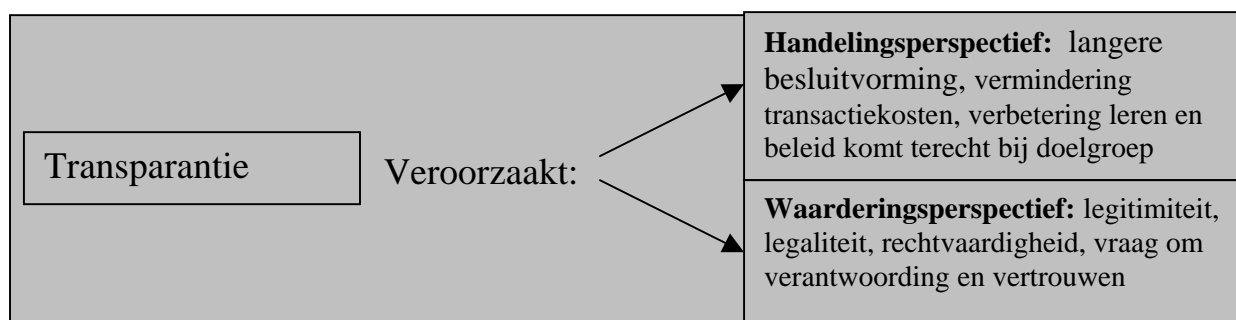 Transparantie
Veroorzaakt:
Handelingsperspectief: langere
besluitvorming, vermindering
transactiekosten, verbetering leren en
beleid komt terecht bij doelgroep
Waarderingsperspectief: legitimiteit,
legaliteit, rechtvaardigheid, vraag om
verantwoording en vertrouwen